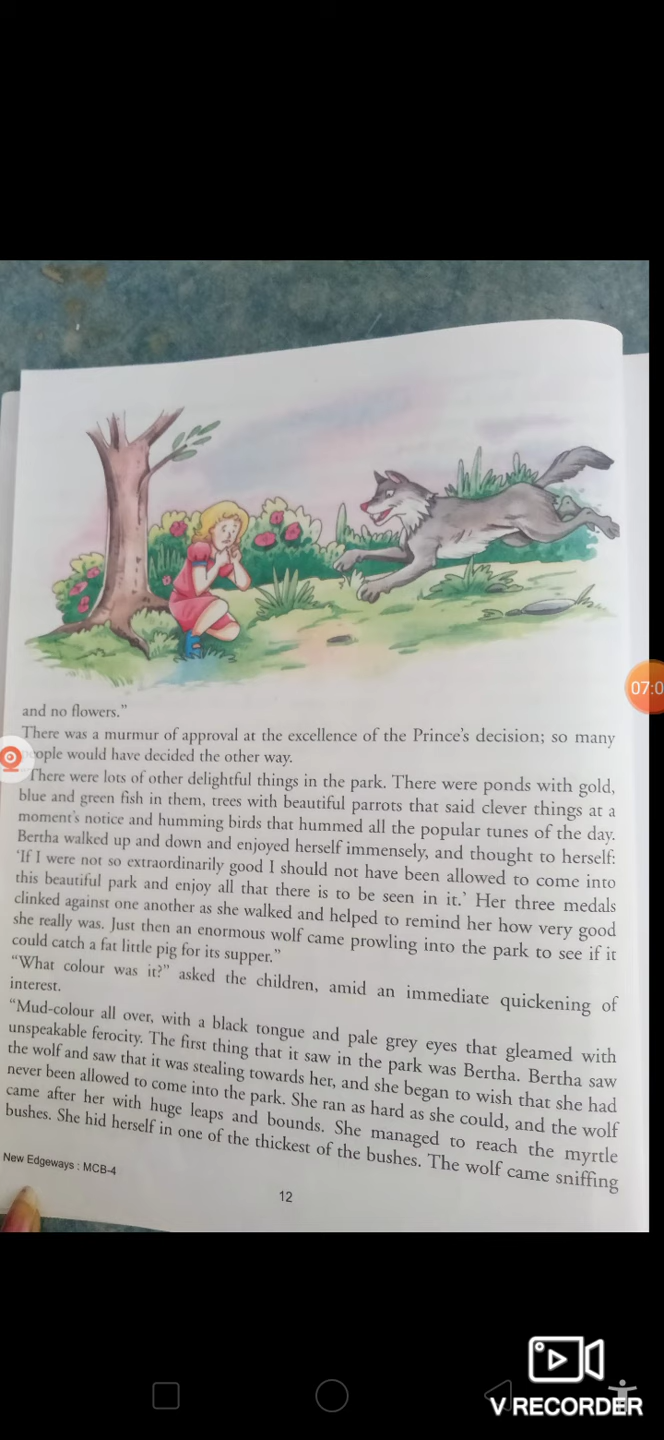 and no flowers.”
There was a murmur of approval at the excellence of the Prince’s decision; so many
people would have decided the other way.
“There were lots of other delightful things in the park. There were ponds with gold,
blue and green fish in them, trees with beautiful parrots that said clever things at a
moment’s notice and humming birds that hummed all the popular tunes of the day.
Bertha walked up and down and enjoyed herself immensely, and thought to herself:
‘If I were not so extraordinarily good I should not have been allowed to come into
this beautiful park and enjoy all that there is to be seen in it.’ Her three medals
clinked against one another as she walked and helped to remind her how very good
she really was. Just then an enormous wolf came prowling into the park to see if it
could catch a fat little pig for its supper.”
“What colour was it?” asked the children, amid an immediate quickening of
interest.
“Mud-colour all over, with a black tongue and pale grey eyes that gleamed with
unspeakable ferocity. The first thing that it saw in the park was Bertha. Bertha saw
the wolf and saw that it was stealing towards her, and she began to wish that she had
never been allowed to come into the park. She ran as hard as she could, and the wolf
came after her with huge leaps and bounds. She managed to reach the myrtle
bushes. She hid herself in one of the thickest of the bushes. The wolf came sniffing
New Edgeways : MCB-4
12
07:0
V RECORDER